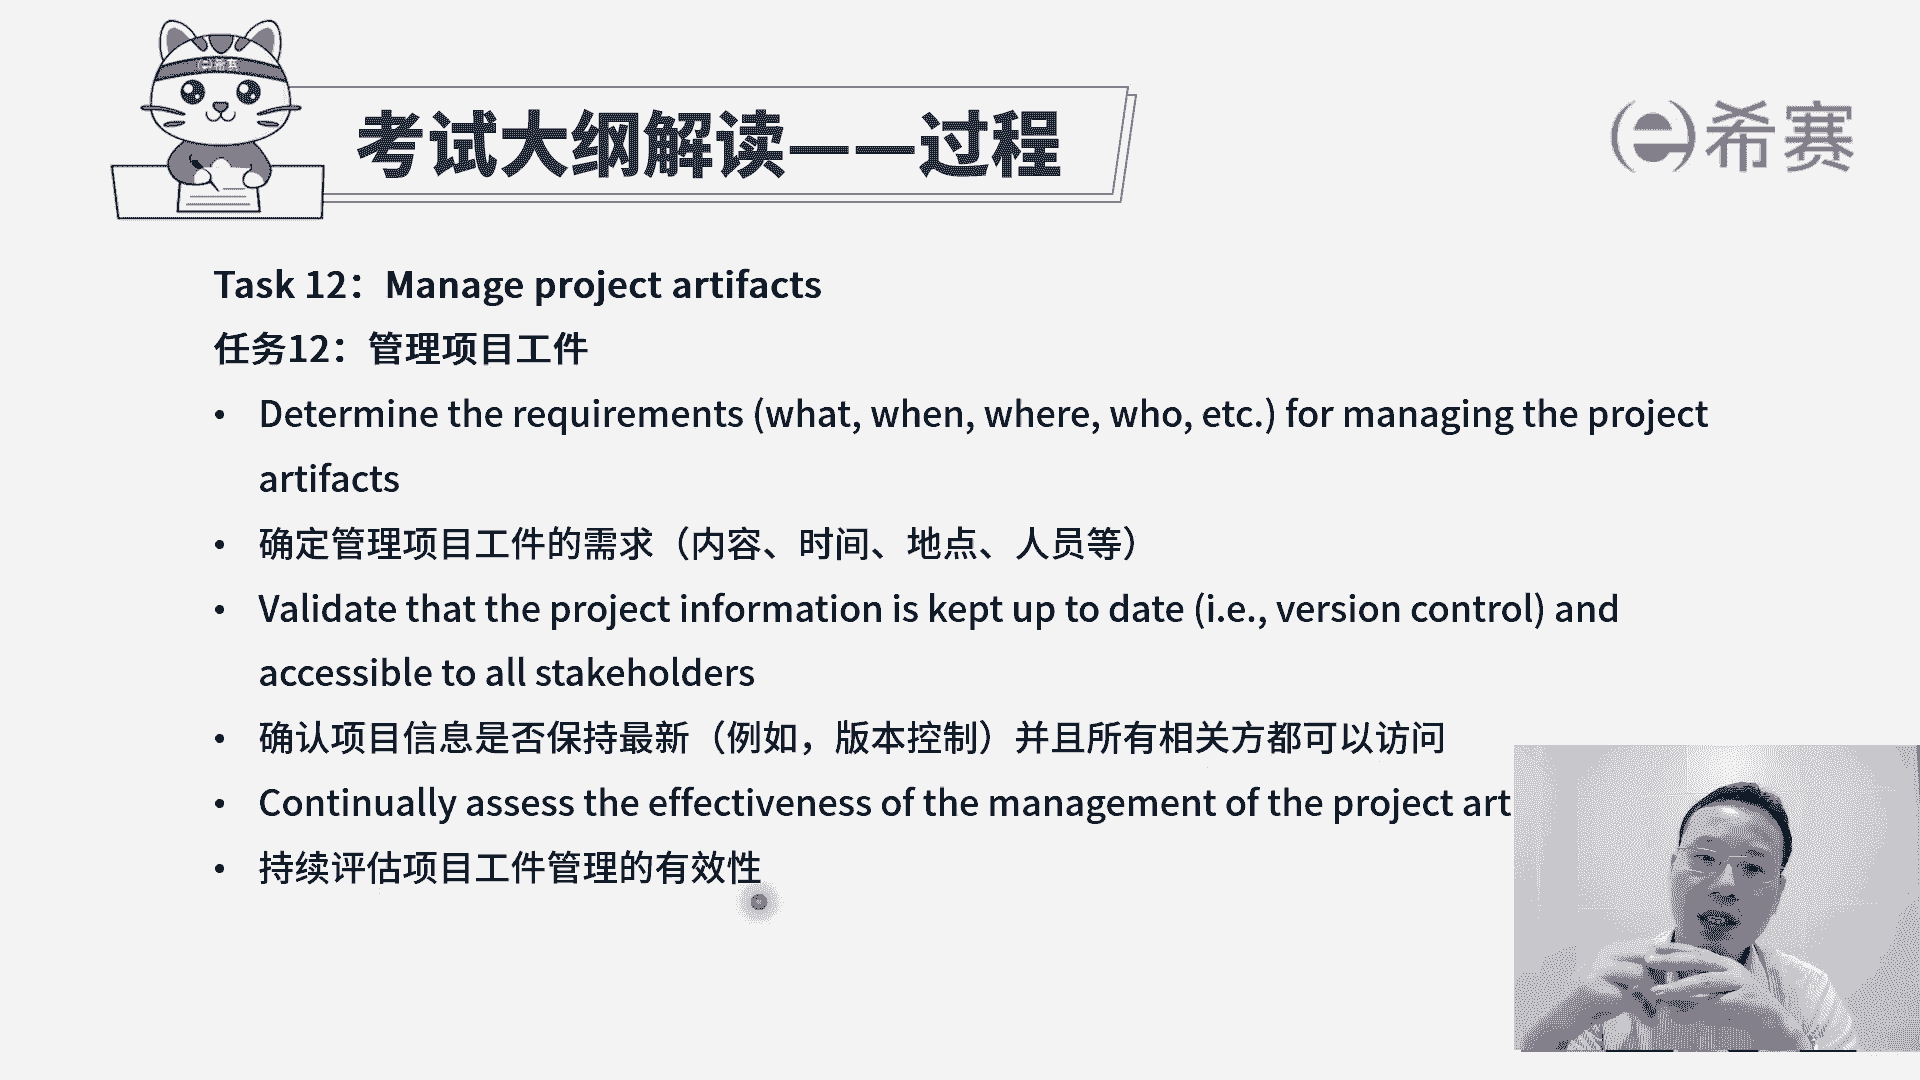 希赛
考试大纲解读——过程
希赛
Task 12：Manage project artifacts
任务12：管理项目工件
• Determine the requirements (what, when, where, who, etc.) for managing the project
artifacts
• 确定管理项目工件的需求（内容、时间、地点、人员等）
• Validate that the project information is kept up to date (i.e., version control) and
accessible to all stakeholders
• 确认项目信息是否保持最新（例如，版本控制）并且所有相关方都可以访问
• Continually assess the effectiveness of the management of the project art
• 持续评估项目工件管理的有效性